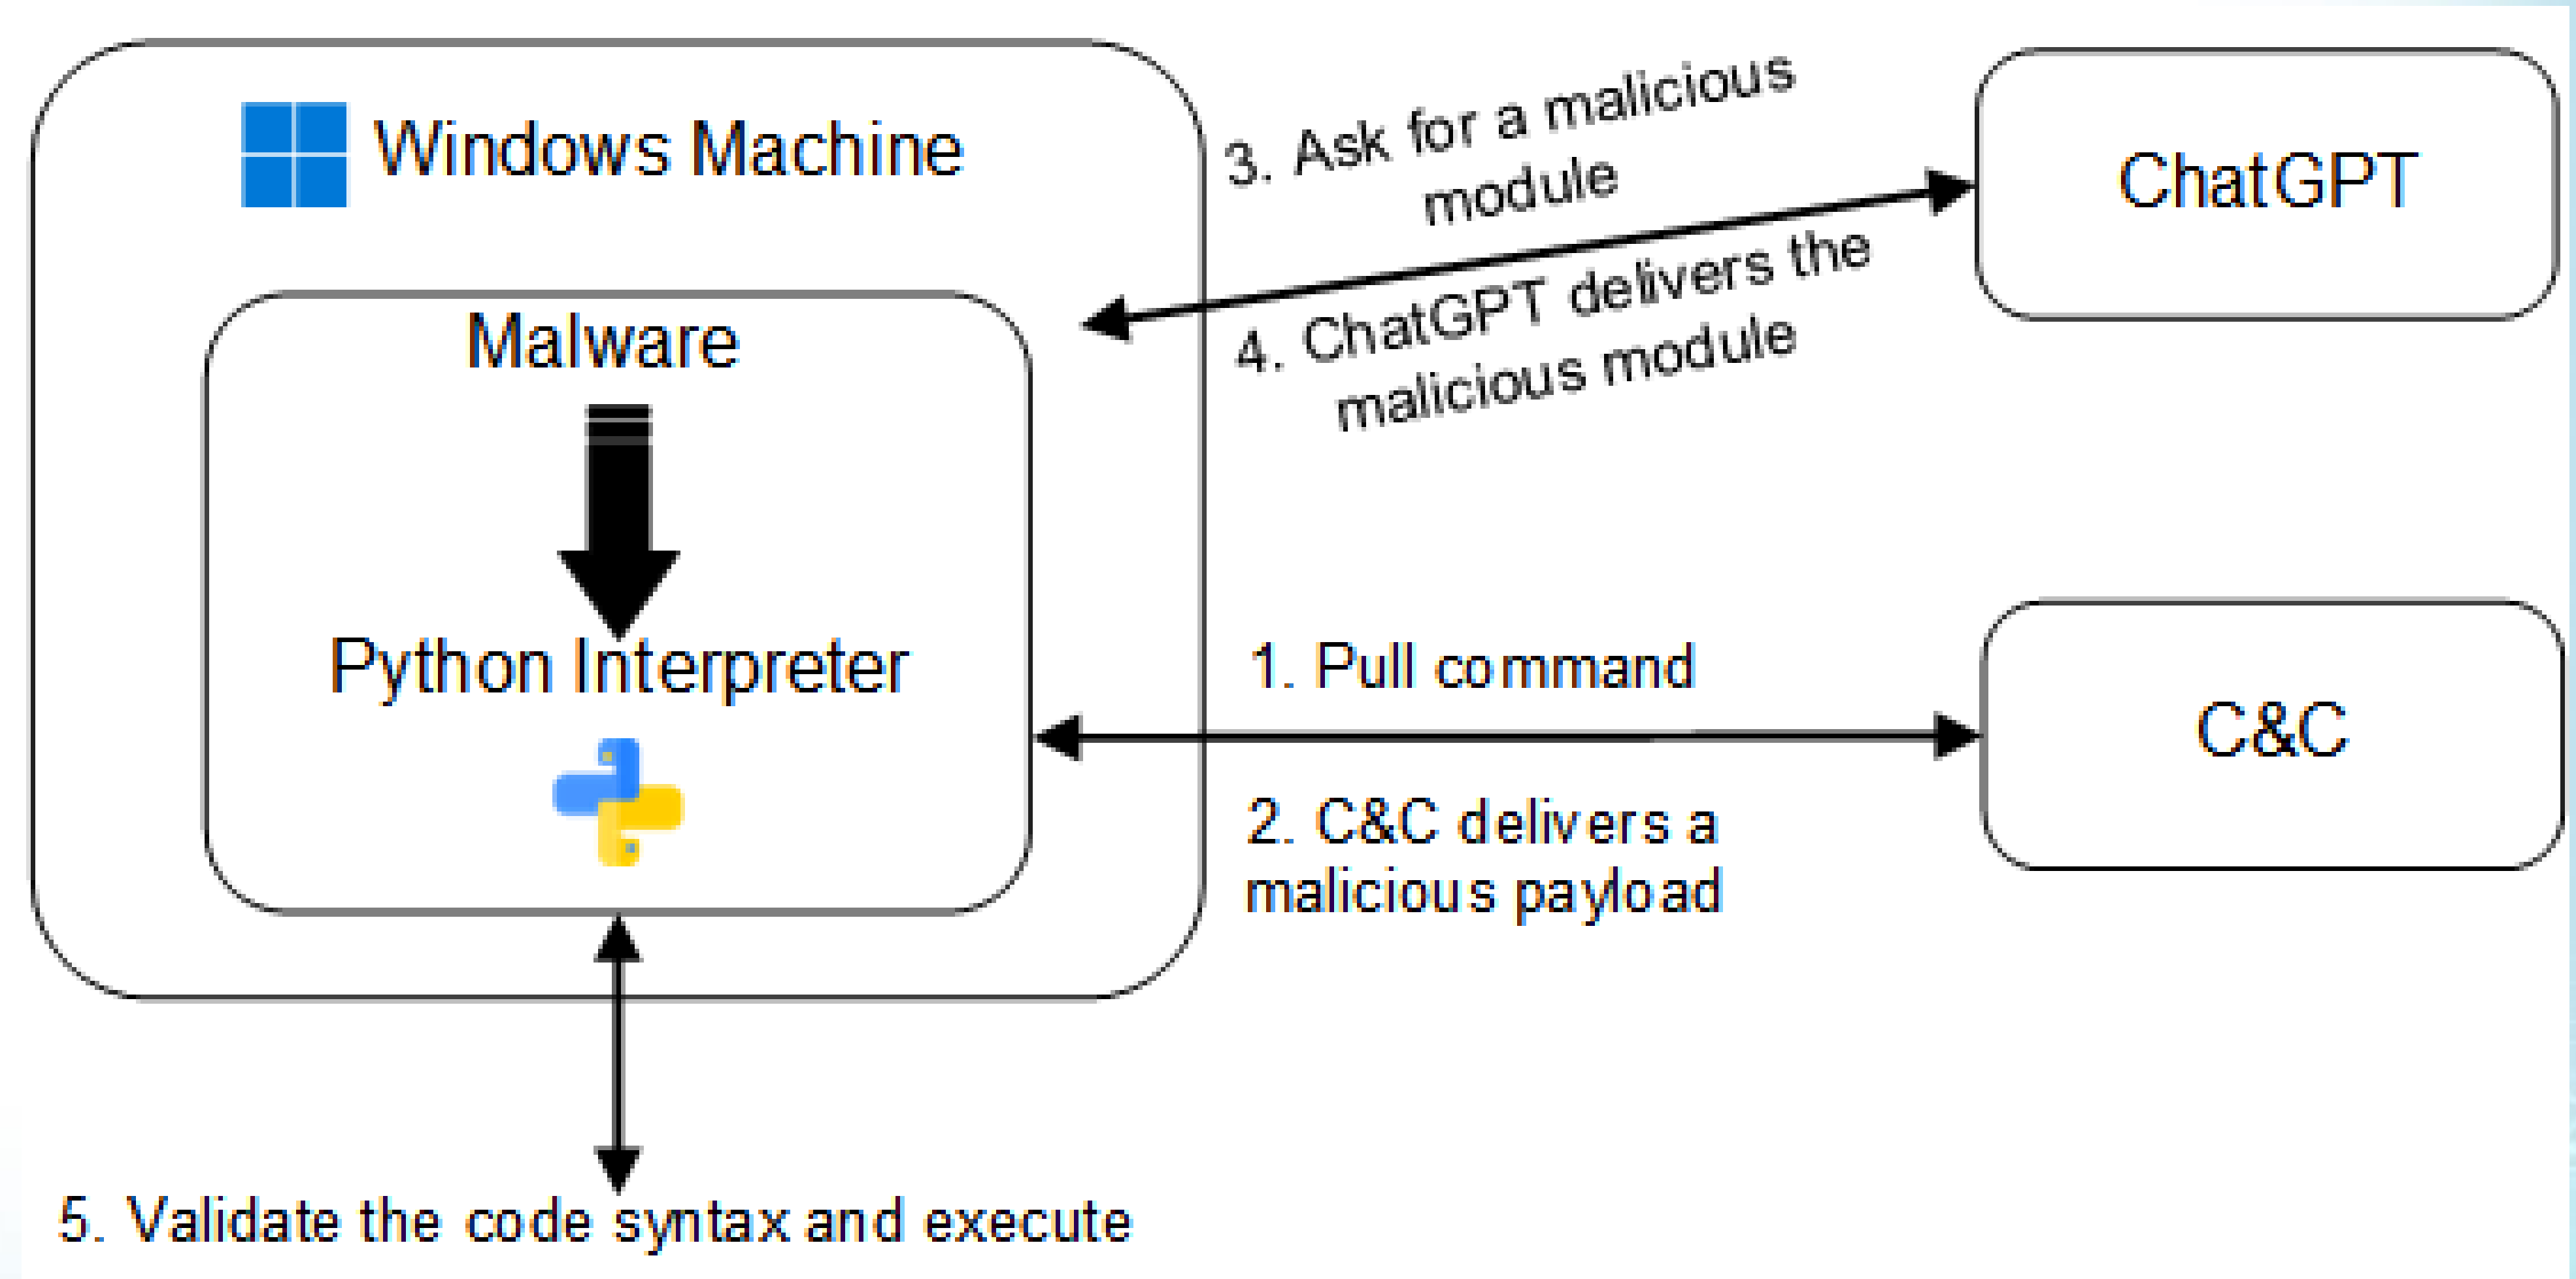 Windows Machine
Malware
Python Interpreter
3. Ask for a malicious
module
4. ChatGPT delivers the
malicious module
ChatGPT
1. Pull command
2. C&C delivers a
malicious payload
C&C
5. Validate the code syntax and execute